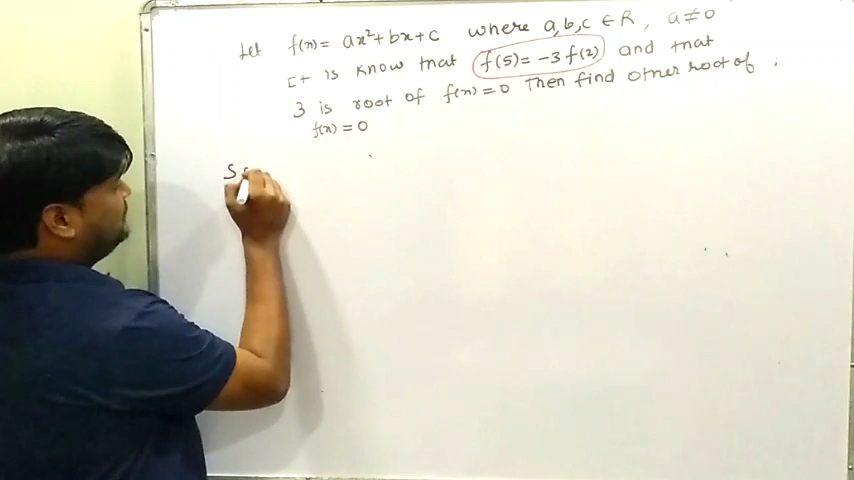 Let f(x) = ax²+bx+c where a,b,c ∈ R, a≠0
It is know that f(5) = -3 f(2) and that
3 is root of f(x) = 0 Then find other root of
f(x) = 0
S